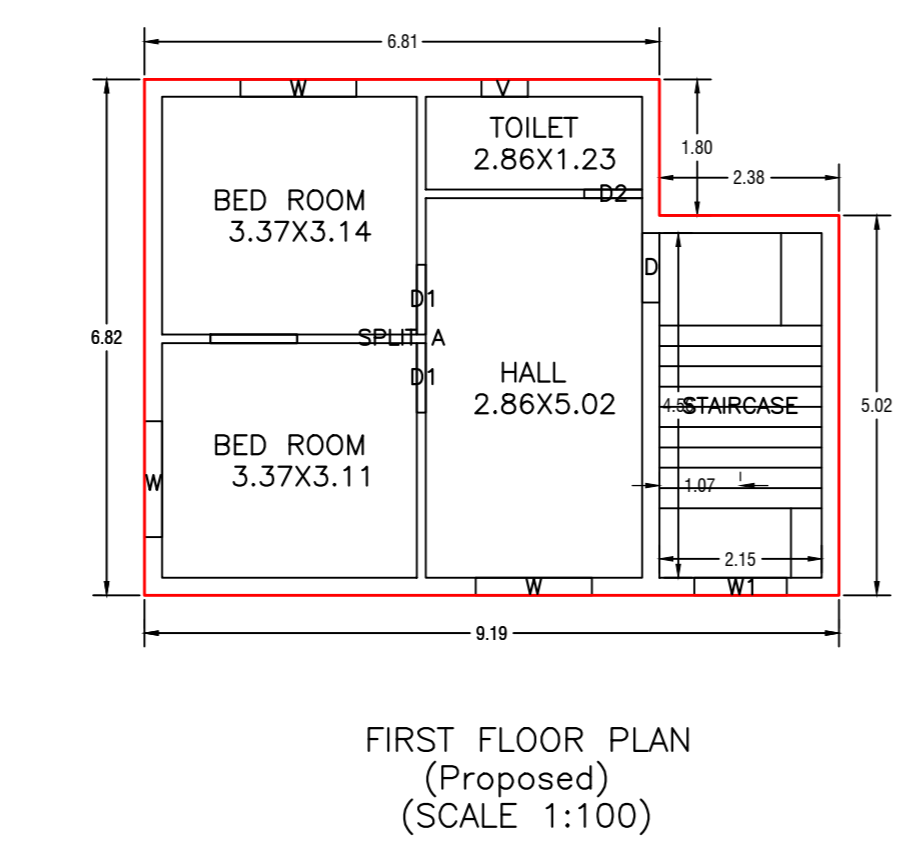 6.81
W
V
TOILET
2.86X1.23
1.80
2.38
D2
BED ROOM
3.37X3.14
D
D1
6.82
SPLIT A
D1
HALL
2.86X5.02
STAIRCASE
5.02
BED ROOM
3.37X3.11
W
1.07
2.15
W
W1
9.19
FIRST FLOOR PLAN
(Proposed)
(SCALE 1:100)